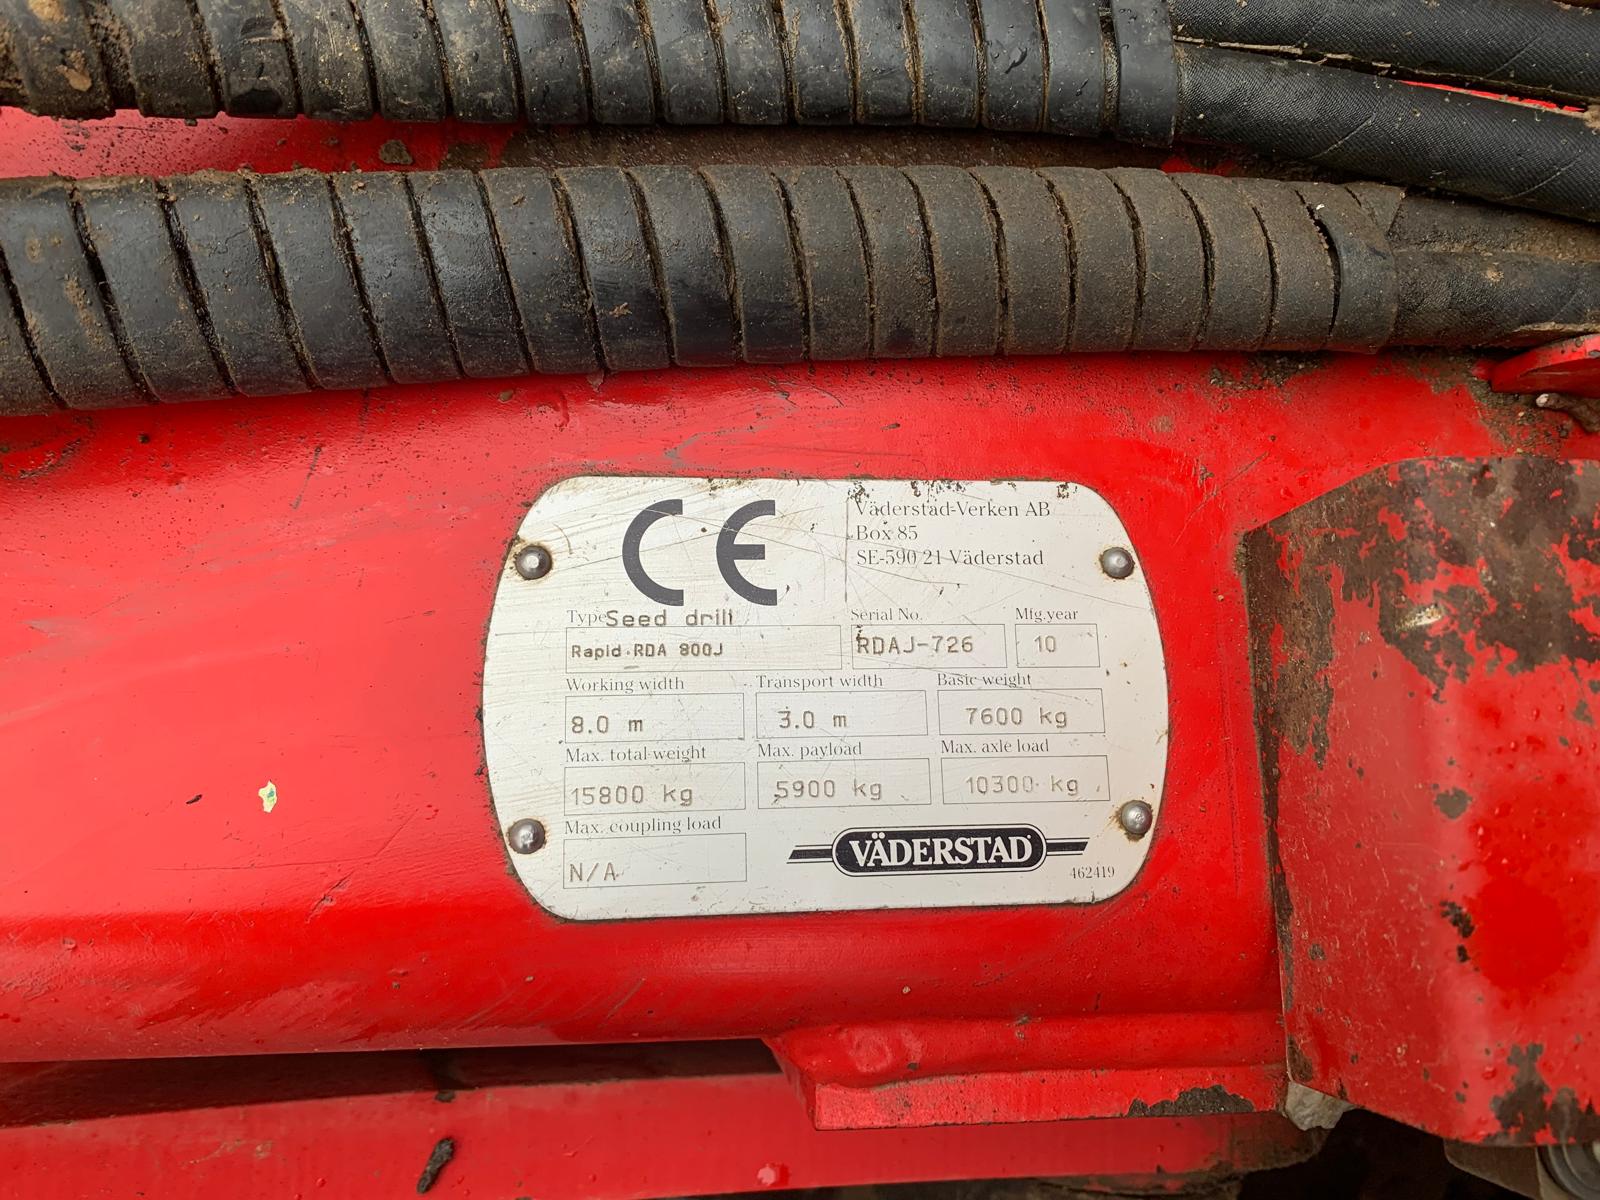 CE
Väderstad-Verken AB
Box 85
SE-590 21 Väderstad
Type Seed drill
Rapid RDA 800J
Serial No.
RDAJ-726
Mfg.year
10
Working width
8.0 m
Transport width
3.0 m
Basic weight
7600 kg
Max. total weight
15800 kg
Max. payload
5900 kg
Max. axle load
10300 kg
Max. coupling load
N/A
VÄDERSTAD
462419